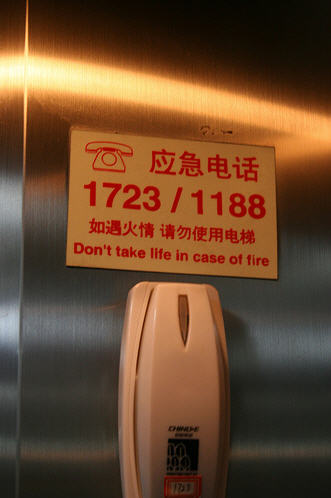 应急电话
1723 / 1188
如遇火情 请勿使用电梯
Don't take life in case of fire
CHINO-E
1723